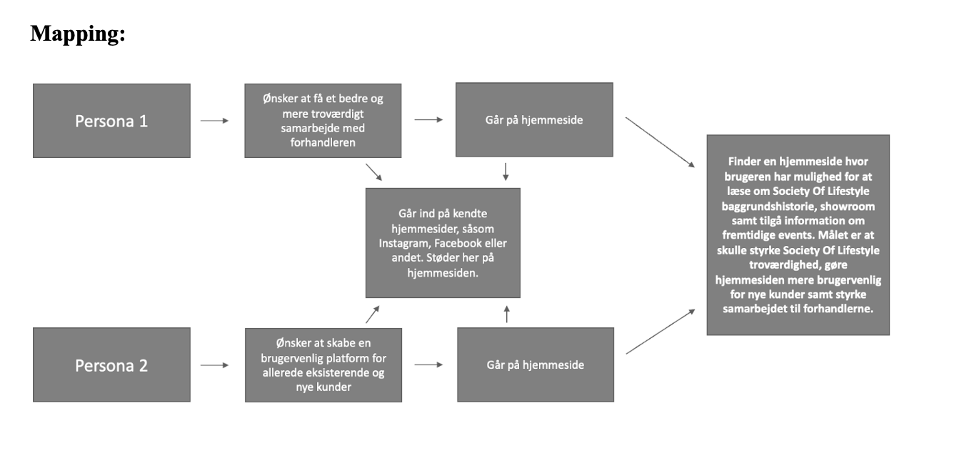 Mapping:
Persona 1
Ønsker at få et bedre og
mere troværdigt
samarbejde med
forhandleren
Går på hjemmeside
Går ind på kendte
hjemmesider, såsom
Instagram, Facebook eller
andet. Støder her på
hjemmesiden.
Persona 2
Ønsker at skabe en
brugervenlig platform for
allerede eksisterende og
nye kunder
Går på hjemmeside
Finder en hjemmeside hvor
brugeren har mulighed for at
læse om Society Of Lifestyle
baggrundshistorie, showroom
samt tilgå information om
fremtidige events. Målet er at
skulle styrke Society Of Lifestyle
troværdighed, gøre
hjemmesiden mere brugervenlig
for nye kunder samt styrke
samarbejdet til forhandlerne.